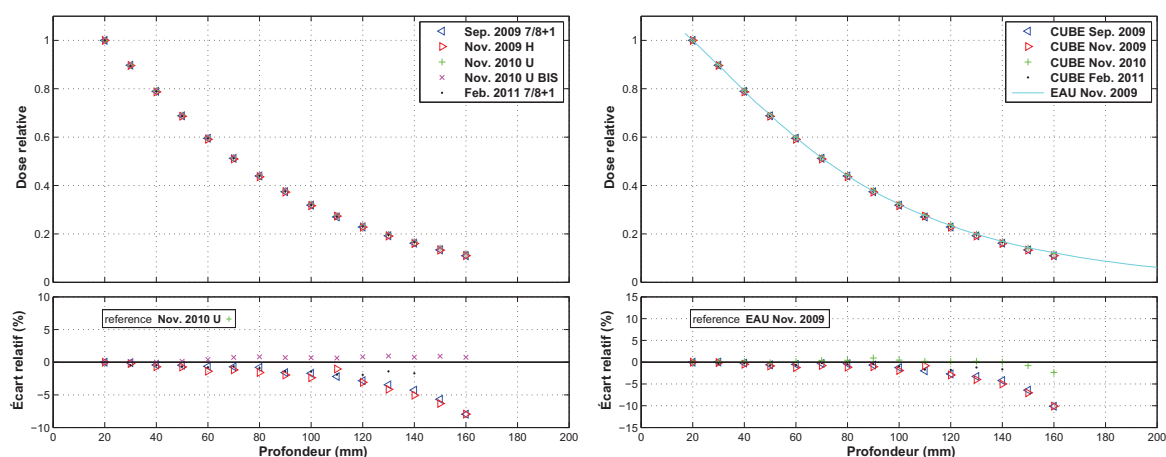 Sep. 2009 7/8+1
Nov. 2009 H
Nov. 2010 U
Nov. 2010 U BIS
Feb. 2011 7/8+1
Dose relative
1
0.8
0.6
0.4
0.2
0
reference Nov. 2010 U
Écart relatif (%)
10
5
0
−5
−10
0 20 40 60 80 100 120 140 160 180 200
Profondeur (mm)
CUBE Sep. 2009
CUBE Nov. 2009
CUBE Nov. 2010
CUBE Feb. 2011
EAU Nov. 2009
Dose relative
1
0.8
0.6
0.4
0.2
0
reference EAU Nov. 2009
Écart relatif (%)
15
10
5
0
−5
−10
−15
0 20 40 60 80 100 120 140 160 180 200
Profondeur (mm)